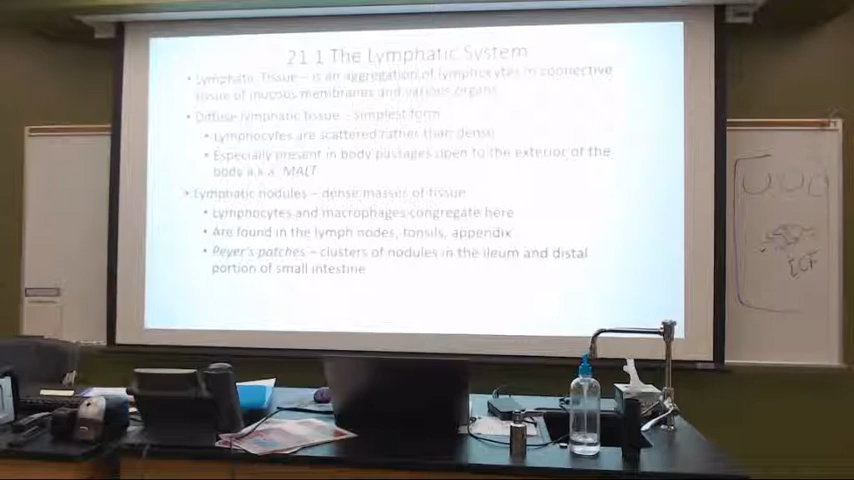 21.1 The Lymphatic System
• Lymphatic Tissue – is an aggregation of lymphocytes in connective
tissue of mucous membranes and various organs
• Diffuse lymphatic tissue – simplest form
• Lymphocytes are scattered rather than dense
• Especially present in body passages open to the exterior of the
body a.k.a. MALT
• Lymphatic nodules – dense masses of tissue
• Lymphocytes and macrophages congregate here
• Are found in the lymph nodes, tonsils, appendix
• Peyer's patches – clusters of nodules in the ileum and distal
portion of small intestine
ECF